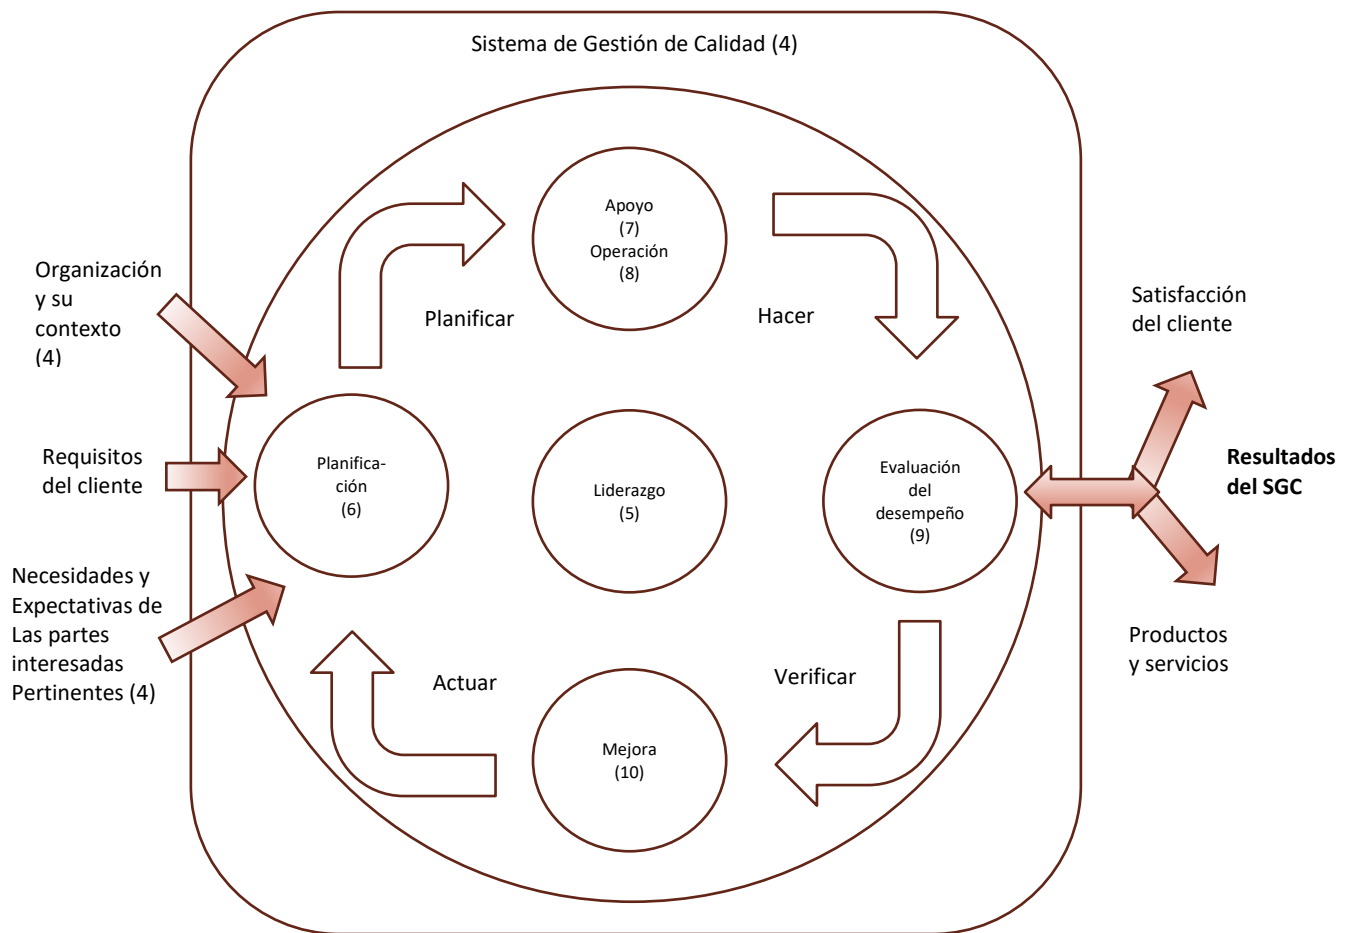 Sistema de Gestión de Calidad (4)
Apoyo
(7)
Operación
(8)
Planificar
Hacer
Organización
y su
contexto
(4)
Satisfacción
del cliente
Requisitos
del cliente
Planifica-
ción
(6)
Liderazgo
(5)
Evaluación
del
desempeño
(9)
Resultados
del SGC
Necesidades y
Expectativas de
Las partes
interesadas
Pertinentes (4)
Actuar
Verificar
Productos
y servicios
Mejora
(10)